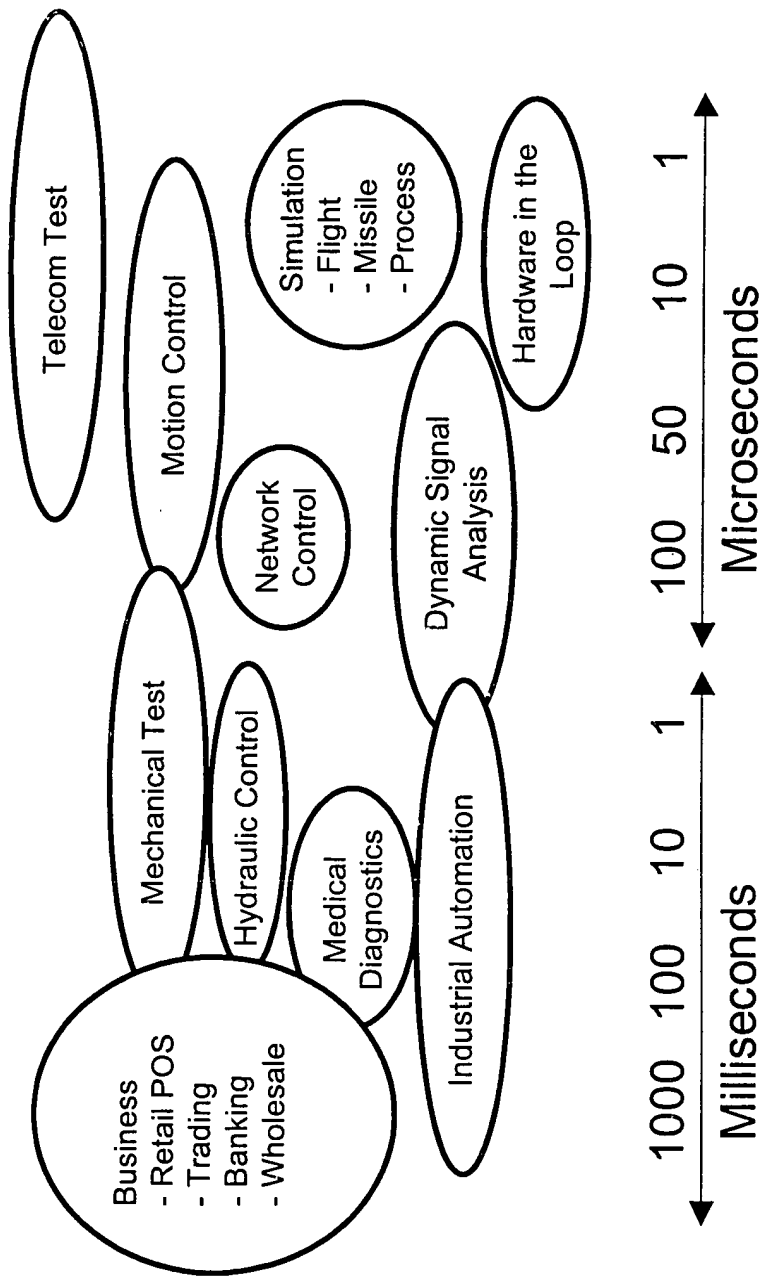 Telecom Test
Motion Control
Simulation
- Flight
- Missile
- Process
Hardware in the
Loop
Network
Control
Dynamic Signal
Analysis
Mechanical Test
Hydraulic Control
Medical
Diagnostics
Industrial Automation
Business
- Retail POS
- Trading
- Banking
- Wholesale
1000 100 10 1
Milliseconds
100 50 10 1
Microseconds